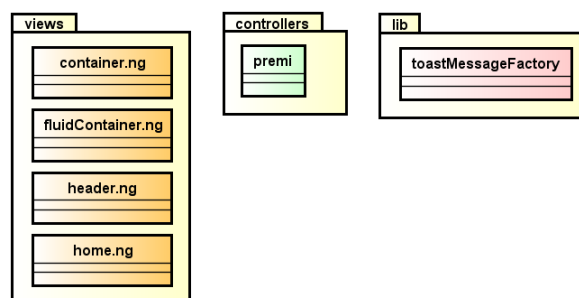 views
container.ng
fluidContainer.ng
header.ng
home.ng
controllers
premi
lib
toastMessageFactory